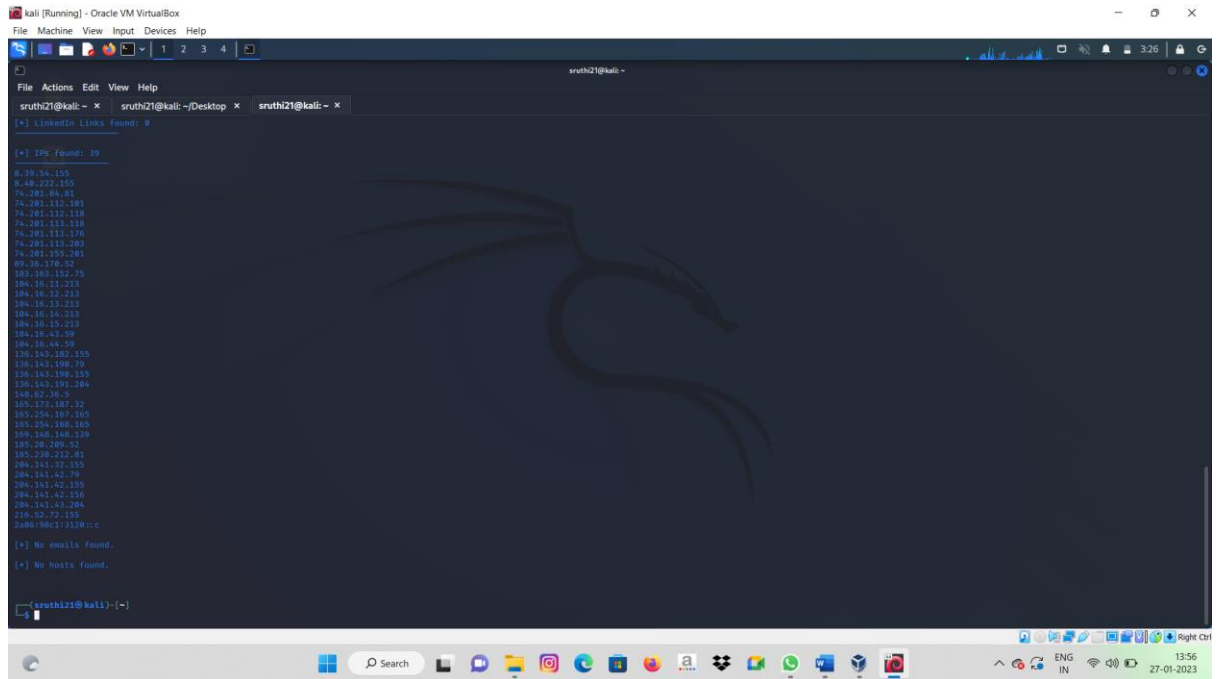 kali [Running] - Oracle VM VirtualBox
File Machine View Input Devices Help
1 2 3 4
3:26
sruthi21@kali: ~
File Actions Edit View Help
sruthi21@kali: ~ × sruthi21@kali: ~/Desktop × sruthi21@kali: ~ ×
[*] LinkedIn Links found: 0
[*] IPs found: 39
8.39.54.155
8.40.222.155
74.201.84.81
74.201.112.181
74.201.112.118
74.201.113.118
74.201.113.176
74.201.113.203
74.201.155.201
89.36.170.52
103.163.152.75
104.16.11.213
104.16.12.213
104.16.13.213
104.16.14.213
104.16.15.213
104.16.43.59
104.16.44.59
136.143.182.155
136.143.190.79
136.143.190.155
136.143.191.204
148.62.36.5
165.173.187.32
165.254.167.165
165.254.168.165
169.148.148.139
185.20.209.52
185.230.212.81
204.141.32.155
204.141.42.79
204.141.42.155
204.141.42.156
204.141.43.204
216.52.72.155
2a06:98c1:3120::c
[*] No emails found.
[*] No hosts found.
(sruthi21㉿kali)-[~]
$
Right Ctrl
Search
ENG
IN
13:56
27-01-2023